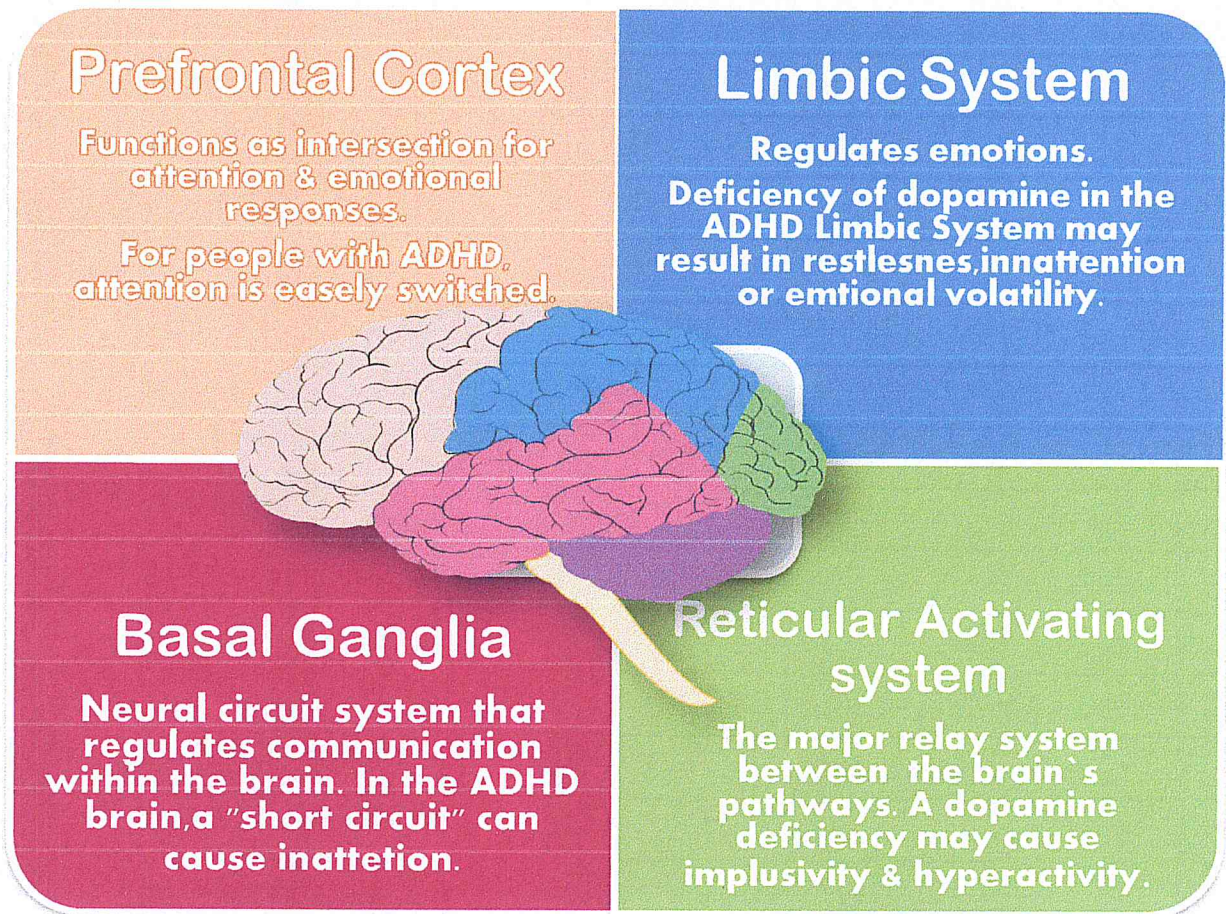 Prefrontal Cortex
Functions as intersection for
attention & emotional
responses.
For people with ADHD,
attention is easely switched.
Limbic System
Regulates emotions.
Deficiency of dopamine in the
ADHD Limbic System may
result in restlesnes,innattention
or emtional volatility.
Basal Ganglia
Neural circuit system that
regulates communication
within the brain. In the ADHD
brain,a "short circuit" can
cause inattetion.
Reticular Activating
system
The major relay system
between the brain`s
pathways. A dopamine
deficiency may cause
implusivity & hyperactivity.